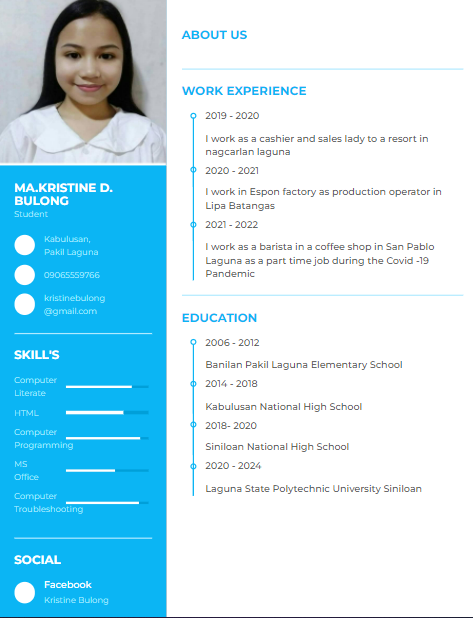 MA.KRISTINE D.
BULONG
Student
Kabulusan,
Pakil Laguna
09065559766
kristinebulong
@gmail.com
SKILL'S
Computer
Literate
HTML
Computer
Programming
MS
Office
Computer
Troubleshooting
SOCIAL
Facebook
Kristine Bulong
ABOUT US
WORK EXPERIENCE
2019 - 2020
I work as a cashier and sales lady to a resort in
nagcarlan laguna
2020 - 2021
I work in Espon factory as production operator in
Lipa Batangas
2021 - 2022
I work as a barista in a coffee shop in San Pablo
Laguna as a part time job during the Covid -19
Pandemic
EDUCATION
2006 - 2012
Banilan Pakil Laguna Elementary School
2014 - 2018
Kabulusan National High School
2018- 2020
Siniloan National High School
2020 - 2024
Laguna State Polytechnic University Siniloan